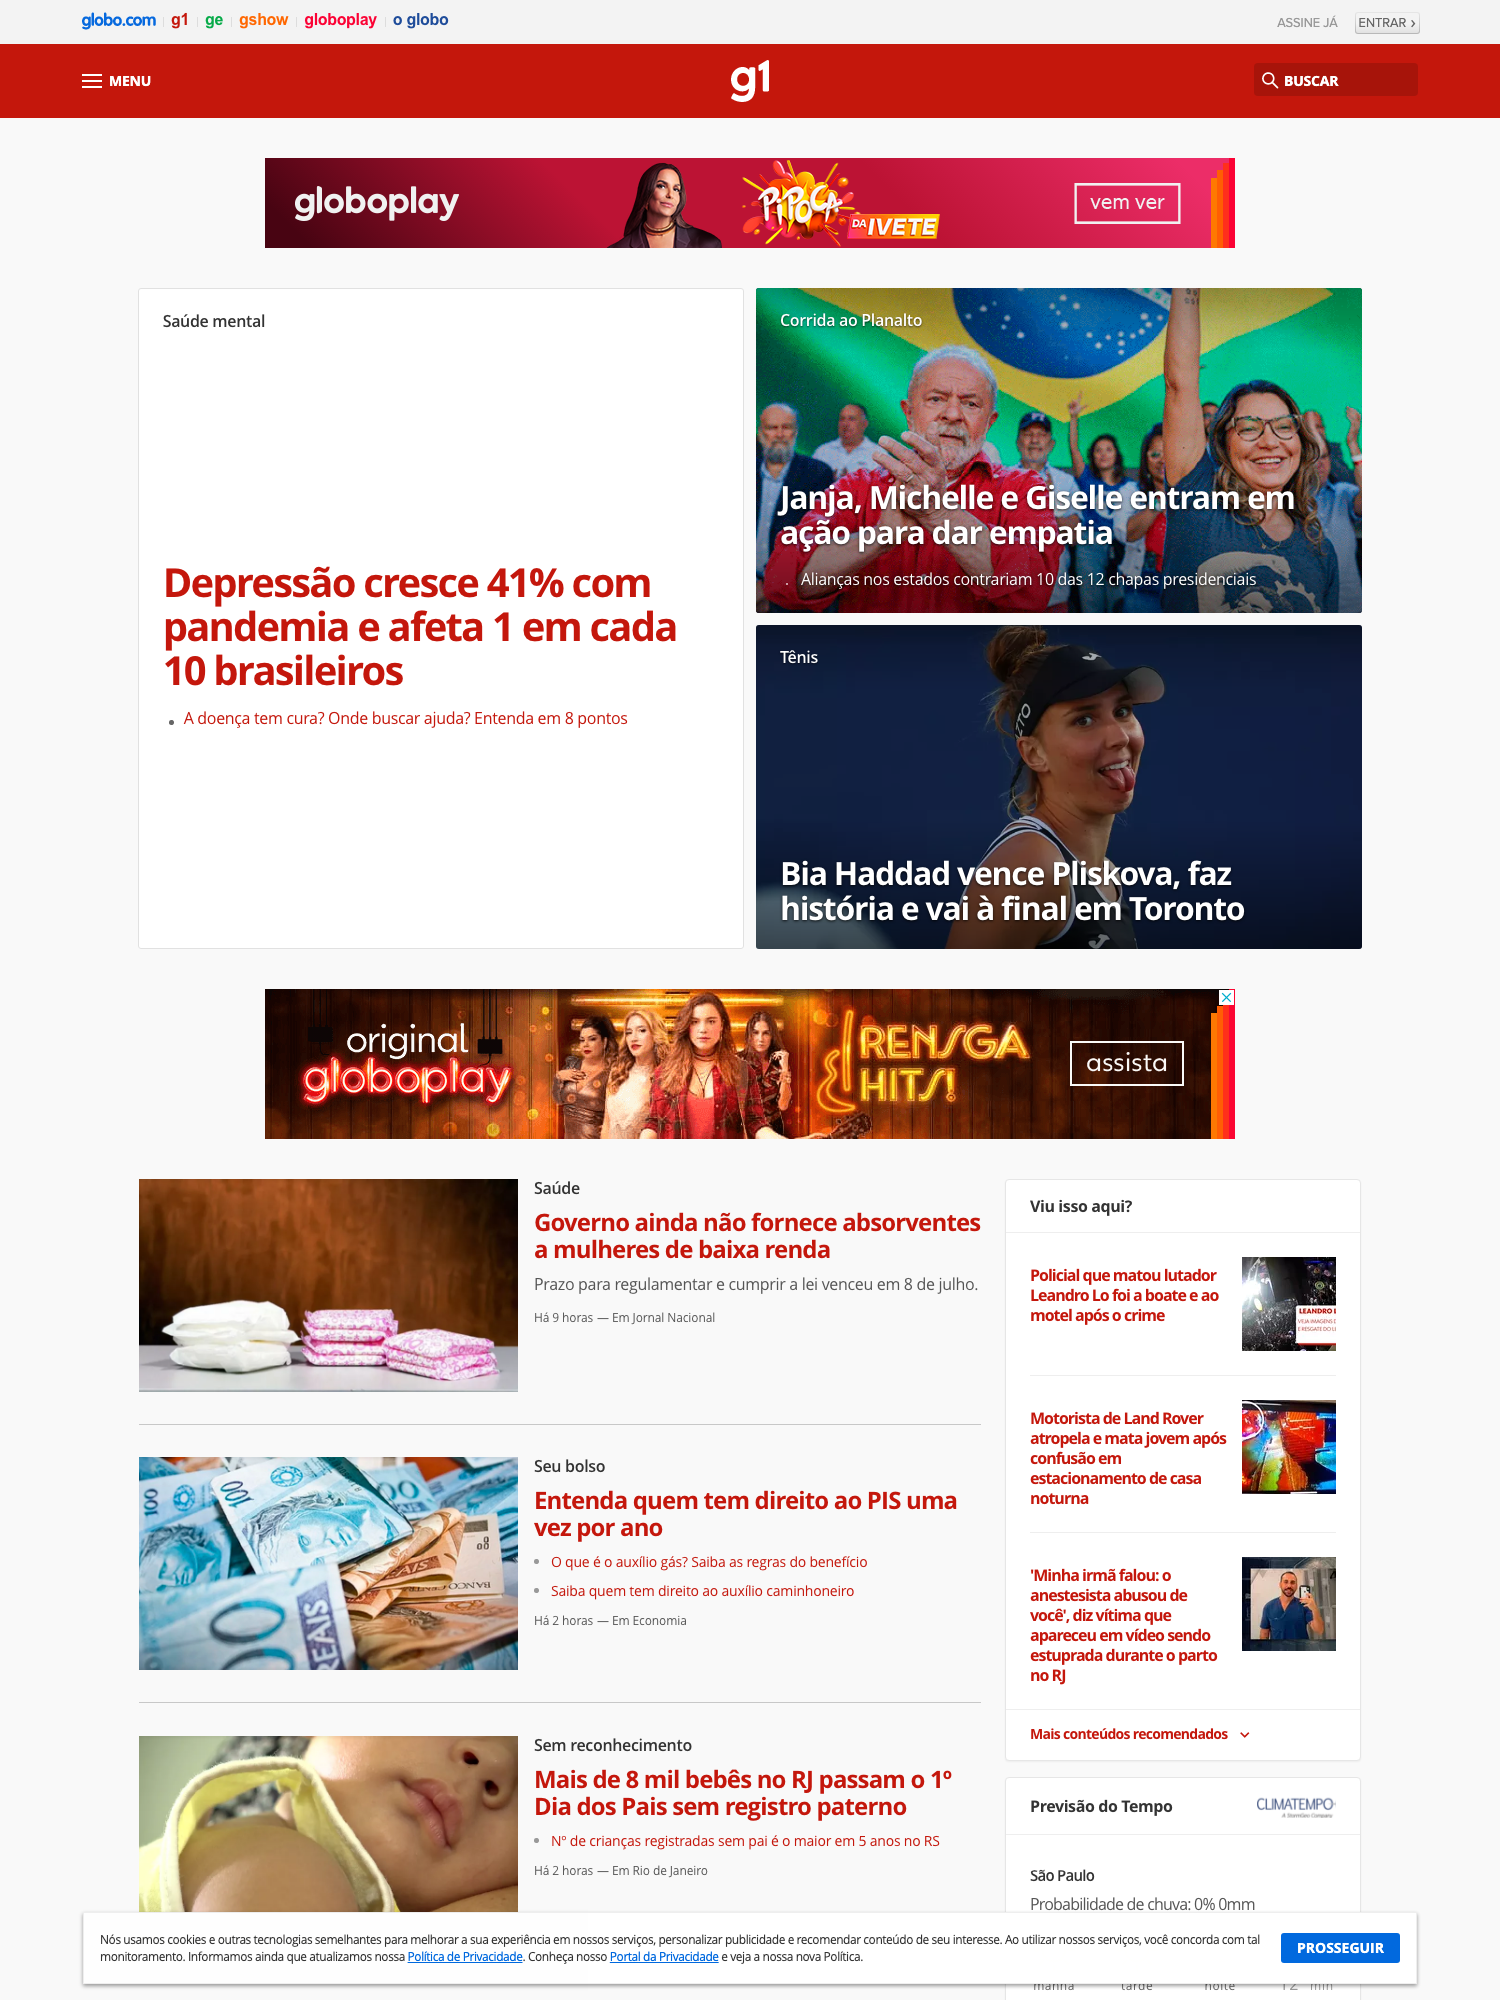 globo.com g1 ge gshow globoplay o globo
ASSINE JÁ
ENTRAR ›
MENU
g1
BUSCAR
globoplay
PIPOCA
DA IVETE
vem ver
Saúde mental
Depressão cresce 41% com
pandemia e afeta 1 em cada
10 brasileiros
A doença tem cura? Onde buscar ajuda? Entenda em 8 pontos
Corrida ao Planalto
Janja, Michelle e Giselle entram em
ação para dar empatia
Alianças nos estados contrariam 10 das 12 chapas presidenciais
Tênis
Bia Haddad vence Pliskova, faz
história e vai à final em Toronto
original
globoplay
RENSGA
HITS!
assista
Saúde
Governo ainda não fornece absorventes
a mulheres de baixa renda
Prazo para regulamentar e cumprir a lei venceu em 8 de julho.
Há 9 horas — Em Jornal Nacional
100
100
REAIS
Seu bolso
Entenda quem tem direito ao PIS uma
vez por ano
O que é o auxílio gás? Saiba as regras do benefício
Saiba quem tem direito ao auxílio caminhoneiro
Há 2 horas — Em Economia
Sem reconhecimento
Mais de 8 mil bebês no RJ passam o 1º
Dia dos Pais sem registro paterno
Nº de crianças registradas sem pai é o maior em 5 anos no RS
Há 2 horas — Em Rio de Janeiro
Viu isso aqui?
Policial que matou lutador
Leandro Lo foi a boate e ao
motel após o crime
LEANDRO L
VEJA IMAGENS D
E RESGATE DO LU
Motorista de Land Rover
atropela e mata jovem após
confusão em
estacionamento de casa
noturna
'Minha irmã falou: o
anestesista abusou de
você', diz vítima que
apareceu em vídeo sendo
estuprada durante o parto
no RJ
Mais conteúdos recomendados
Previsão do Tempo
CLIMATEMPO
A StormGeo Company
São Paulo
Probabilidade de chuva: 0% 0mm
Nós usamos cookies e outras tecnologias semelhantes para melhorar a sua experiência em nossos serviços, personalizar publicidade e recomendar conteúdo de seu interesse. Ao utilizar nossos serviços, você concorda com tal
monitoramento. Informamos ainda que atualizamos nossa Política de Privacidade. Conheça nosso Portal da Privacidade e veja a nossa nova Política.
PROSSEGUIR
manhã tarde noite 12 min